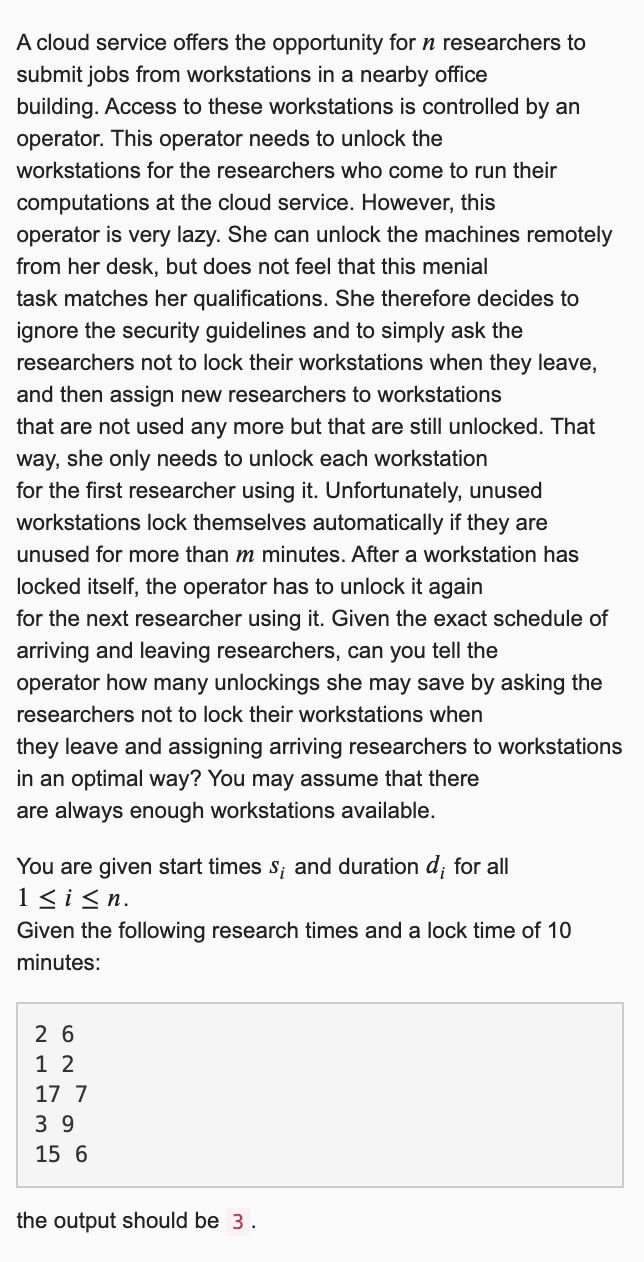 A cloud service offers the opportunity for n researchers to
submit jobs from workstations in a nearby office
building. Access to these workstations is controlled by an
operator. This operator needs to unlock the
workstations for the researchers who come to run their
computations at the cloud service. However, this
operator is very lazy. She can unlock the machines remotely
from her desk, but does not feel that this menial
task matches her qualifications. She therefore decides to
ignore the security guidelines and to simply ask the
researchers not to lock their workstations when they leave,
and then assign new researchers to workstations
that are not used any more but that are still unlocked. That
way, she only needs to unlock each workstation
for the first researcher using it. Unfortunately, unused
workstations lock themselves automatically if they are
unused for more than m minutes. After a workstation has
locked itself, the operator has to unlock it again
for the next researcher using it. Given the exact schedule of
arriving and leaving researchers, can you tell the
operator how many unlockings she may save by asking the
researchers not to lock their workstations when
they leave and assigning arriving researchers to workstations
in an optimal way? You may assume that there
are always enough workstations available.
You are given start times sᵢ and duration dᵢ for all
1 ≤ i ≤ n.
Given the following research times and a lock time of 10
minutes:
2 6
1 2
17 7
3 9
15 6
the output should be 3 .